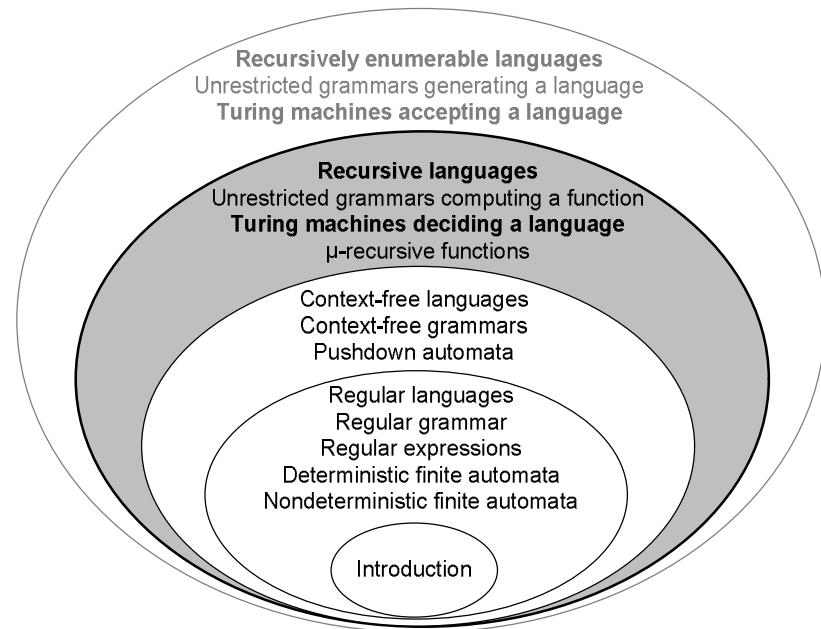 Recursively enumerable languages
Unrestricted grammars generating a language
Turing machines accepting a language
Recursive languages
Unrestricted grammars computing a function
Turing machines deciding a language
μ-recursive functions
Context-free languages
Context-free grammars
Pushdown automata
Regular languages
Regular grammar
Regular expressions
Deterministic finite automata
Nondeterministic finite automata
Introduction